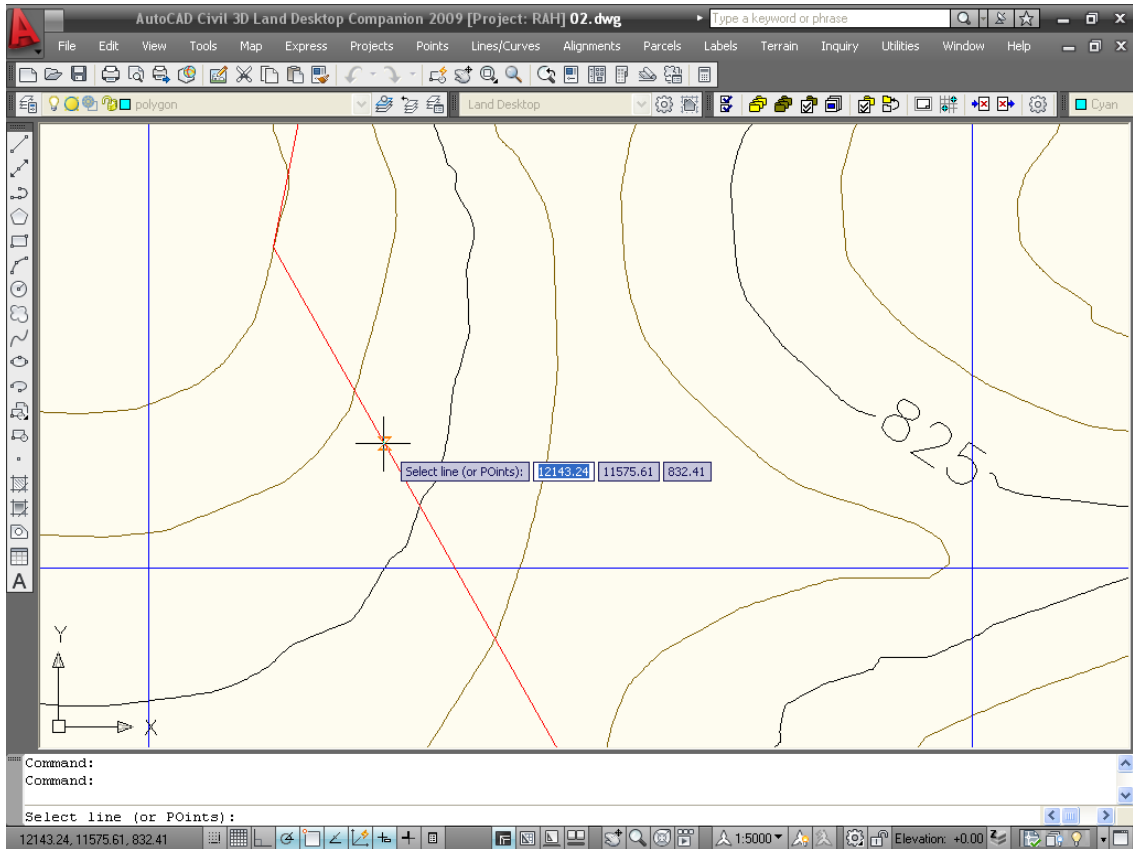 AutoCAD Civil 3D Land Desktop Companion 2009 [Project: RAH] 02.dwg
Type a keyword or phrase
File Edit View Tools Map Express Projects Points Lines/Curves Alignments Parcels Labels Terrain Inquiry Utilities Window Help
polygon Land Desktop Cyan
825
Select line (or POints): 12143.24 11575.61 832.41
Y
X
A
Command:
Command:
Select line (or POints):
12143.24, 11575.61, 832.41 1:5000 Elevation: +0.00